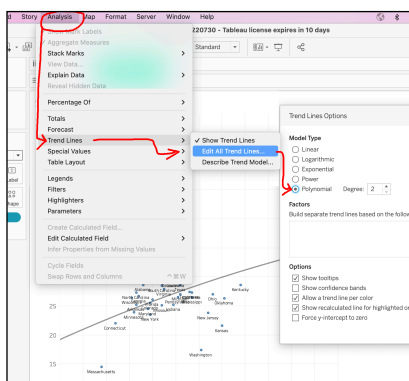 d Story Analysis Map Format Server Window Help
220730 - Tableau license expires in 10 days
Show Mark Labels
Aggregate Measures
Stack Marks
View Data...
Explain Data
Reveal Hidden Data
Percentage Of
Totals
Forecast
Trend Lines
Special Values
Table Layout
Legends
Filters
Highlighters
Parameters
Create Calculated Field...
Edit Calculated Field
Infer Properties from Missing Values
Cycle Fields
Swap Rows and Columns ^⌘W
Standard
✓ Show Trend Lines
Edit All Trend Lines...
Describe Trend Model...
Trend Lines Options
Model Type
Linear
Logarithmic
Exponential
Power
Polynomial Degree: 2
Factors
Build separate trend lines based on the follow
Options
Show tooltips
Show confidence bands
Allow a trend line per color
Show recalculated line for highlighted or
Force y-intercept to zero
Label
Kentucky
Ohio
Oklahoma
New York
New Jersey
Connecticut
Kansas
Washington
Massachusetts
25
20
15